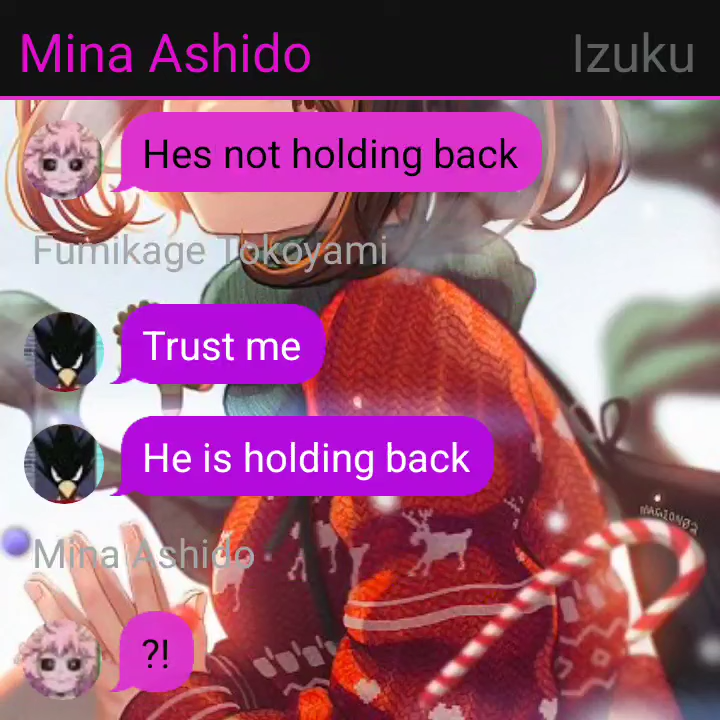 Mina Ashido Izuku
Hes not holding back
Fumikage Tokoyami
Trust me
He is holding back
Mina Ashido
?!